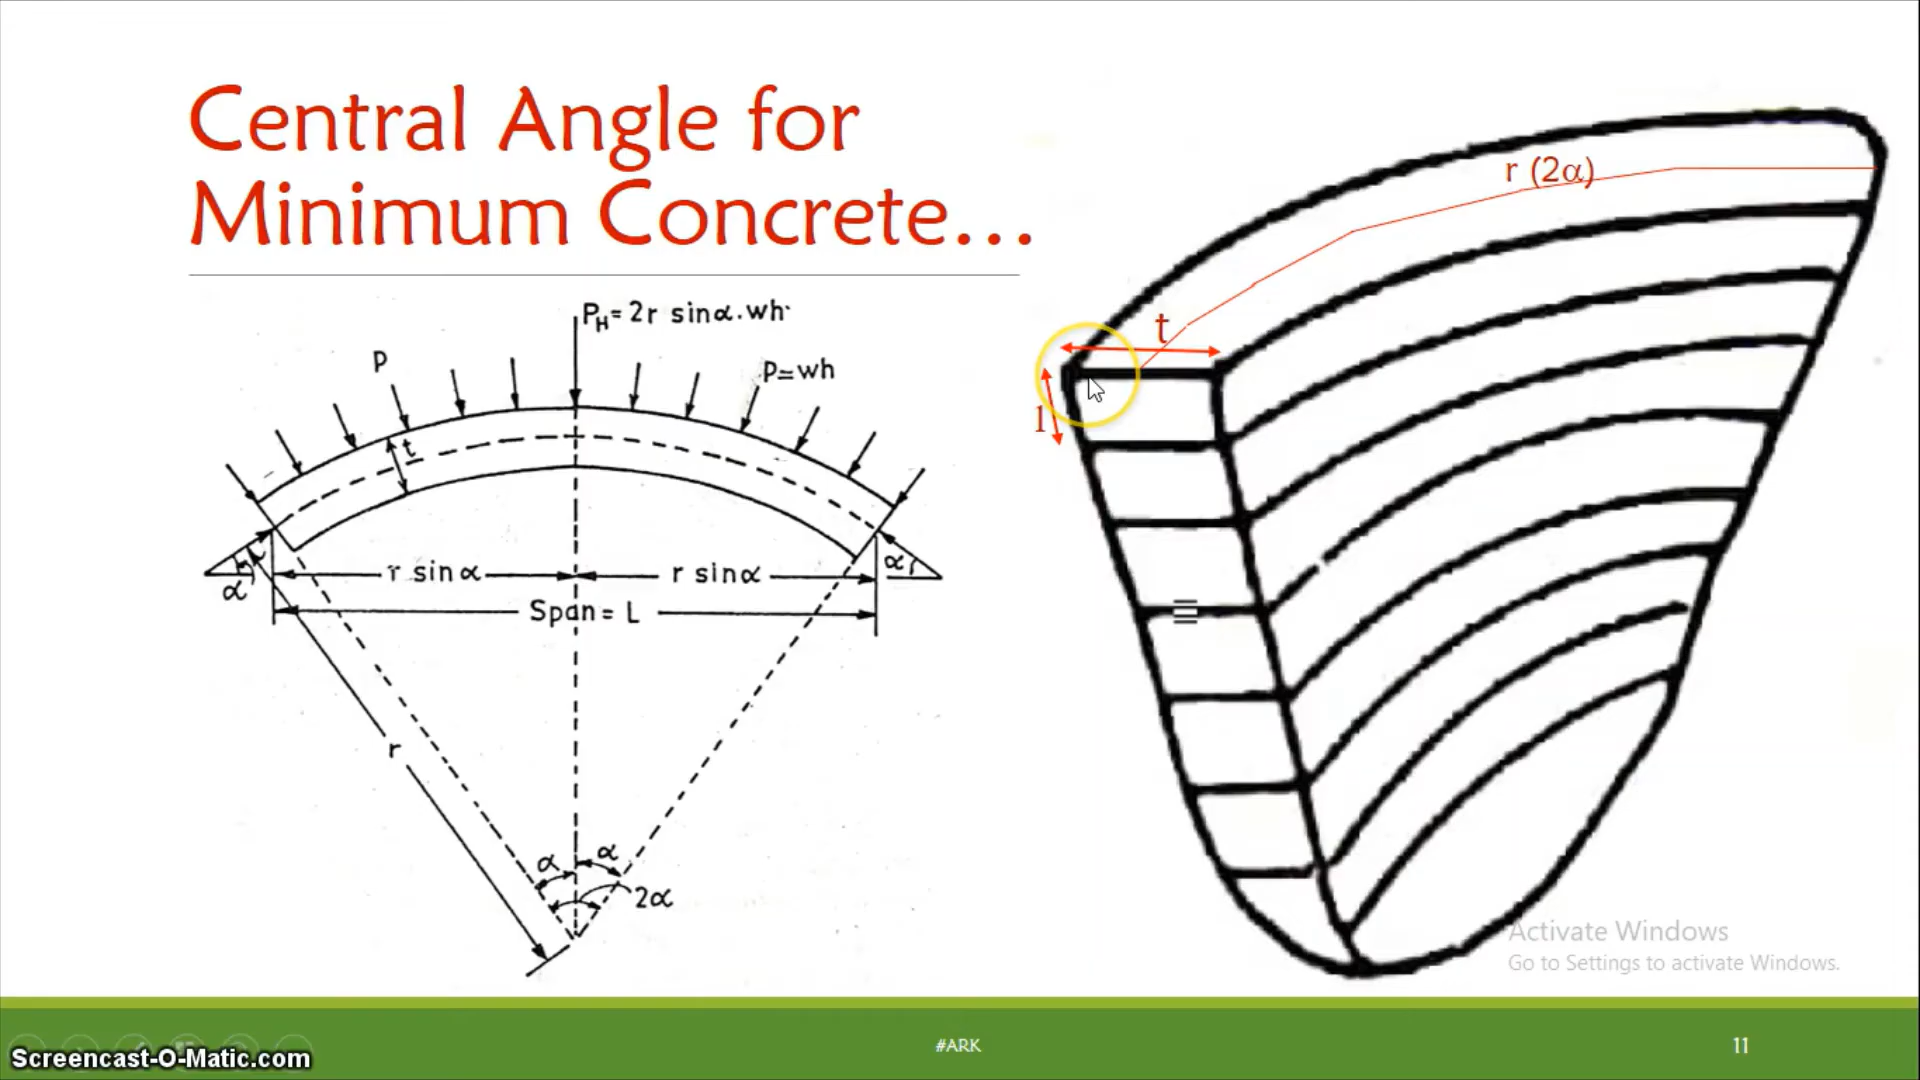 Central Angle for
Minimum Concrete...
P_H = 2r sinα.wh
P
P=wh
t
α
r sinα
r sinα
α
Span = L
r
α
α
2α
r (2α)
t
1
Activate Windows
Go to Settings to activate Windows.
Screencast-O-Matic.com
#ARK
11